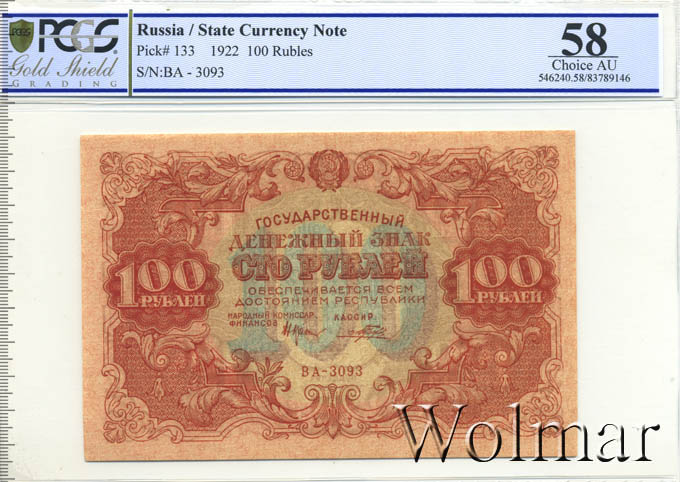 PCGS
Gold Shield
GRADING
Russia / State Currency Note
Pick# 133 1922 100 Rubles
S/N:BA - 3093
58
Choice AU
546240.58/83789146
ГОСУДАРСТВЕННЫЙ
ДЕНЕЖНЫЙ ЗНАК
СТО РУБЛЕЙ
ОБЕСПЕЧИВАЕТСЯ ВСЕМ
ДОСТОЯНИЕМ РЕСПУБЛИКИ
100
РУБЛЕЙ
100
РУБЛЕЙ
НАРОДНЫЙ КОМИССАР
ФИНАНСОВ
КАССИР.
100
ВА-3093
Wolmar